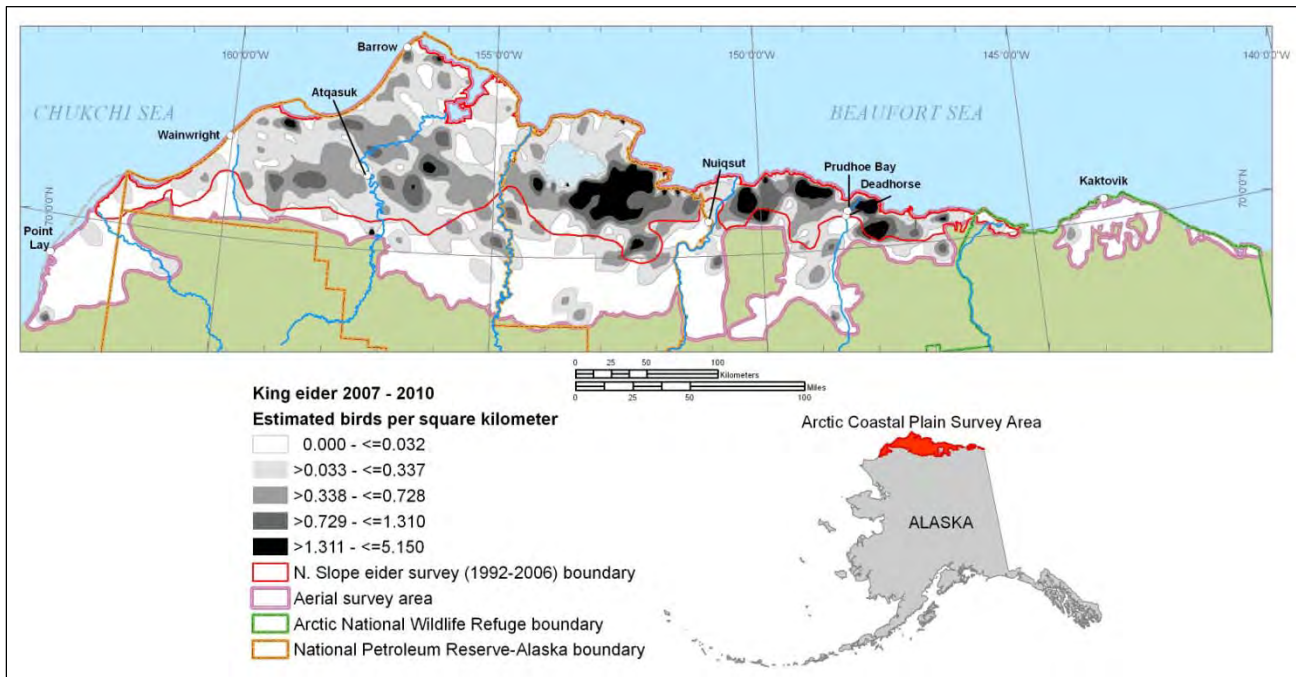 160°0'0"W
155°0'0"W
150°0'0"W
145°0'0"W
140°0'0"W
Barrow
Atqasuk
CHUKCHI SEA
BEAUFORT SEA
Wainwright
Nuiqsut
Prudhoe Bay
Deadhorse
Kaktovik
70°0'0"N
70°0'0"N
Point
Lay
0 25 50 100
Kilometers
Miles
0 25 50 100
King eider 2007 - 2010
Estimated birds per square kilometer
0.000 - <=0.032
>0.033 - <=0.337
>0.338 - <=0.728
>0.729 - <=1.310
>1.311 - <=5.150
N. Slope eider survey (1992-2006) boundary
Aerial survey area
Arctic National Wildlife Refuge boundary
National Petroleum Reserve-Alaska boundary
Arctic Coastal Plain Survey Area
ALASKA